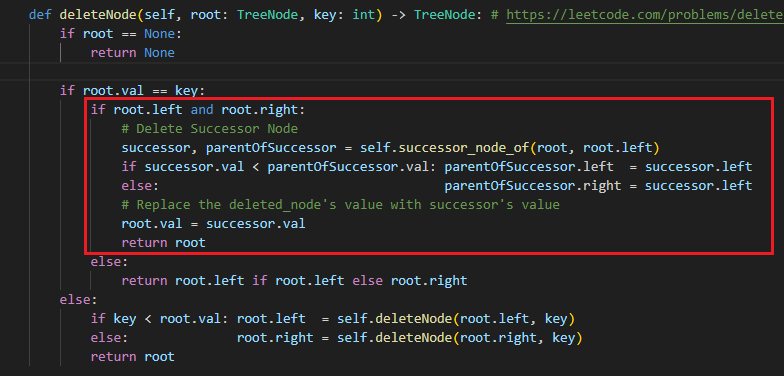 def deleteNode(self, root: TreeNode, key: int) -> TreeNode: # https://leetcode.com/problems/delete
    if root == None:
        return None

    if root.val == key:
        if root.left and root.right:
            # Delete Successor Node
            successor, parentOfSuccessor = self.successor_node_of(root, root.left)
            if successor.val < parentOfSuccessor.val: parentOfSuccessor.left  = successor.left
            else:                                     parentOfSuccessor.right = successor.left
            # Replace the deleted_node's value with successor's value
            root.val = successor.val
            return root
        else:
            return root.left if root.left else root.right
    else:
        if key < root.val: root.left  = self.deleteNode(root.left, key)
        else:              root.right = self.deleteNode(root.right, key)
        return root